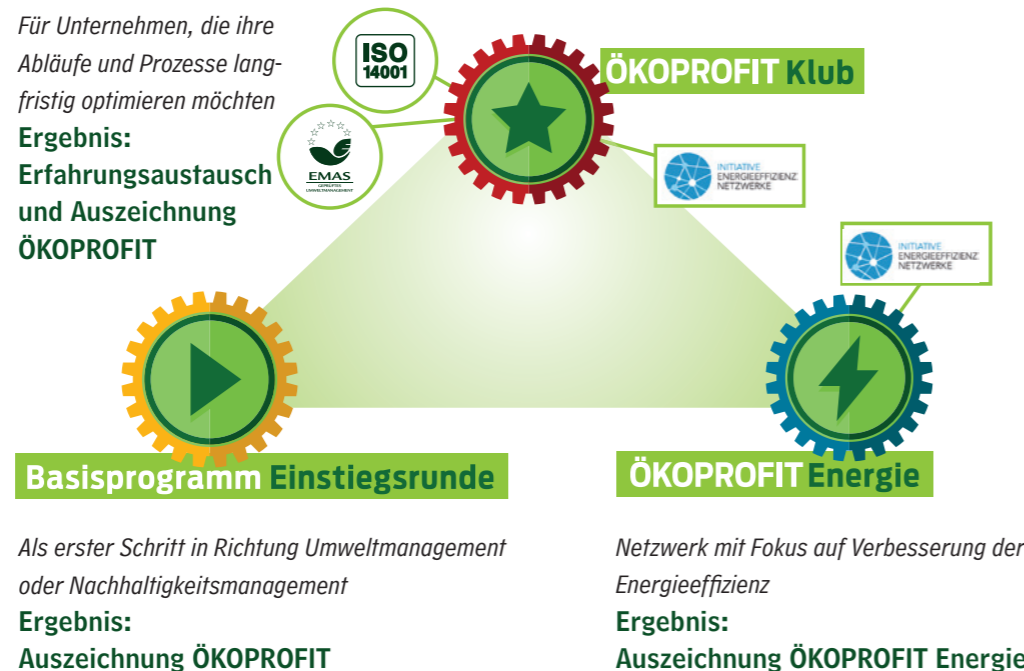 Für Unternehmen, die ihre
Abläufe und Prozesse lang-
fristig optimieren möchten
Ergebnis:
Erfahrungsaustausch
und Auszeichnung
ÖKOPROFIT
ISO
14001
EMAS
GEPRÜFTES
UMWELTMANAGEMENT
ÖKOPROFIT Klub
INITIATIVE
ENERGIEEFFIZIENZ
NETZWERKE
INITIATIVE
ENERGIEEFFIZIENZ
NETZWERKE
Basisprogramm Einstiegsrunde
Als erster Schritt in Richtung Umweltmanagement
oder Nachhaltigkeitsmanagement
Ergebnis:
Auszeichnung ÖKOPROFIT
ÖKOPROFIT Energie
Netzwerk mit Fokus auf Verbesserung der
Energieeffizienz
Ergebnis:
Auszeichnung ÖKOPROFIT Energie